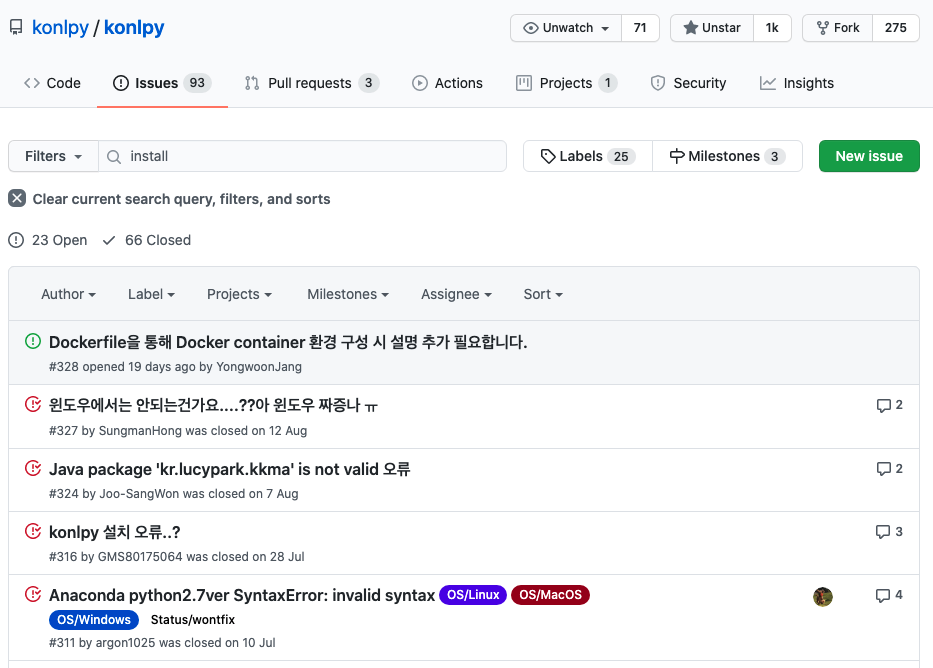 konlpy / konlpy
Unwatch 71 Unstar 1k Fork 275
Code Issues 93 Pull requests 3 Actions Projects 1 Security Insights
Filters install Labels 25 Milestones 3 New issue
Clear current search query, filters, and sorts
23 Open 66 Closed
Author Label Projects Milestones Assignee Sort
Dockerfile을 통해 Docker container 환경 구성 시 설명 추가 필요합니다.
#328 opened 19 days ago by YongwoonJang
윈도우에서는 안되는건가요....??아 윈도우 짜증나 ㅠ 2
#327 by SungmanHong was closed on 12 Aug
Java package 'kr.lucypark.kkma' is not valid 오류 2
#324 by Joo-SangWon was closed on 7 Aug
konlpy 설치 오류..? 3
#316 by GMS80175064 was closed on 28 Jul
Anaconda python2.7ver SyntaxError: invalid syntax OS/Linux OS/MacOS 4
OS/Windows Status/wontfix
#311 by argon1025 was closed on 10 Jul